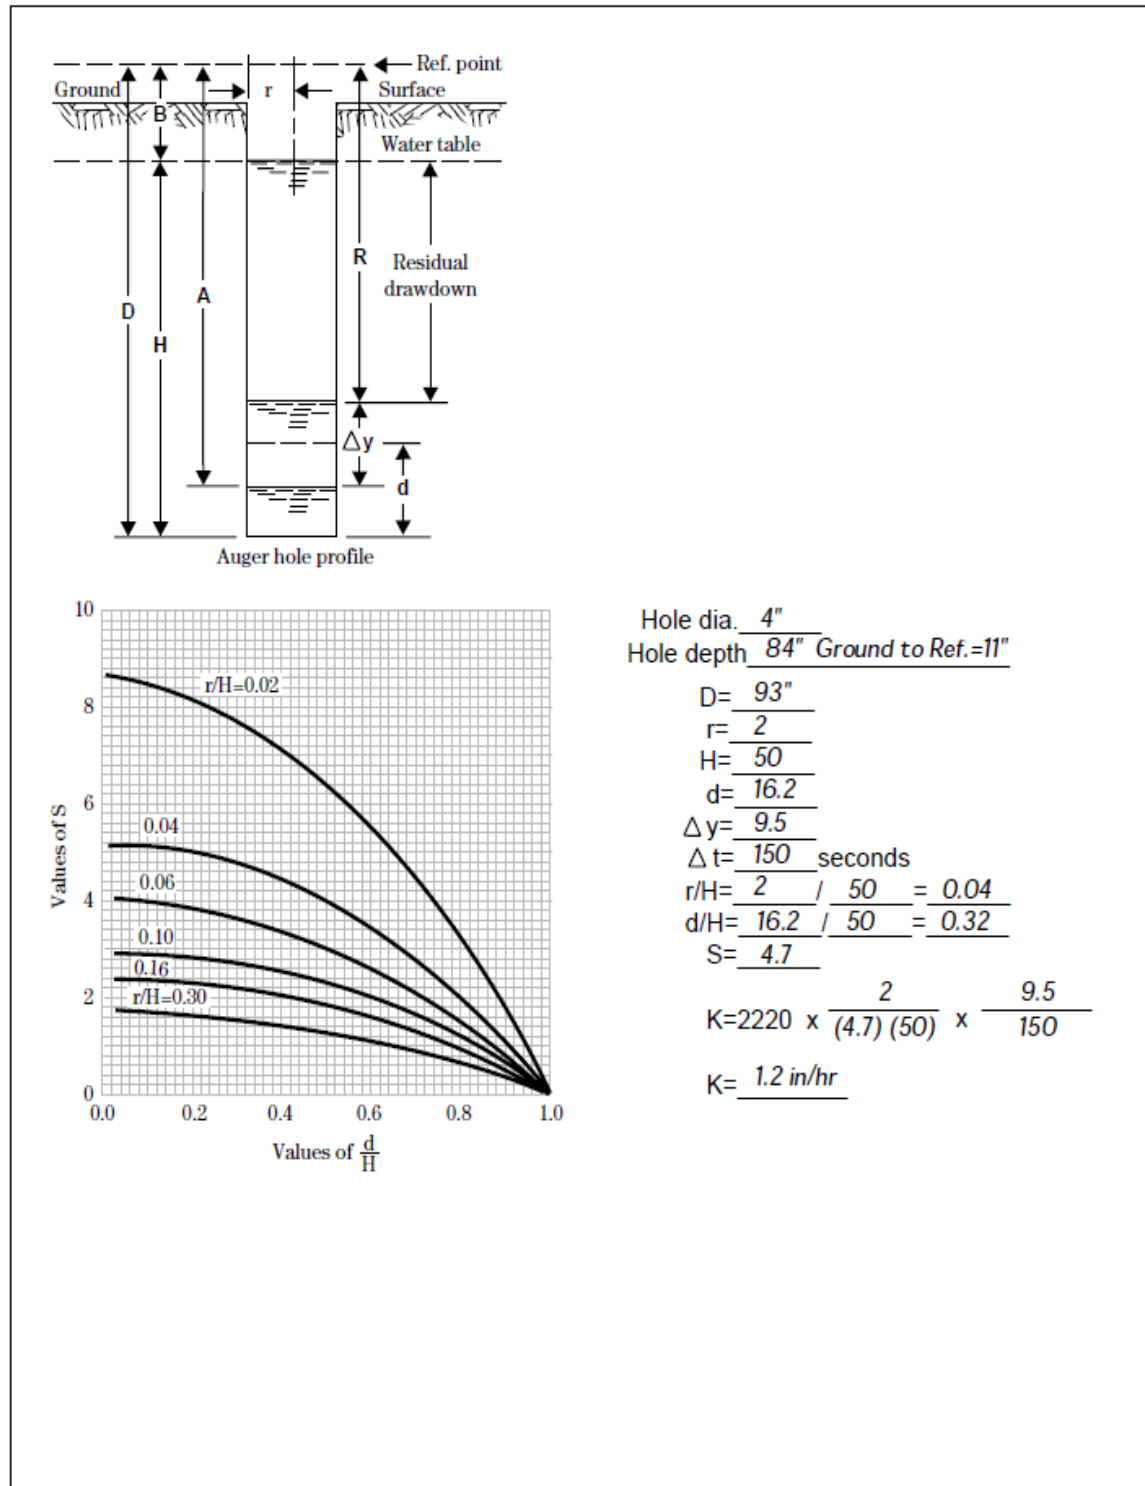 Ref. point
Ground
r
Surface
B
Water table
R
Residual
drawdown
A
D
H
Δy
d
Auger hole profile
10
8
6
4
2
0
Values of S
r/H=0.02
0.04
0.06
0.10
0.16
r/H=0.30
0.0 0.2 0.4 0.6 0.8 1.0
Values of d/H
Hole dia. 4"
Hole depth 84" Ground to Ref.=11"
D= 93"
r= 2
H= 50
d= 16.2
Δy= 9.5
Δt= 150 seconds
r/H= 2 / 50 = 0.04
d/H= 16.2 / 50 = 0.32
S= 4.7
K=2220 x 2/(4.7) (50) x 9.5/150
K= 1.2 in/hr